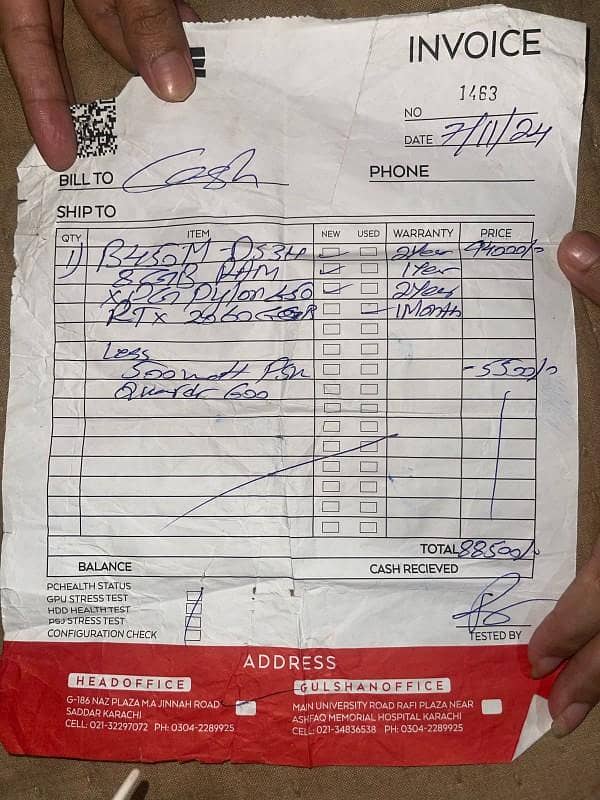 INVOICE
NO 1463
DATE 7/11/24
BILL TO Cash
PHONE
SHIP TO
QTY ITEM NEW USED WARRANTY PRICE
1) B450M-DS3H 2Year 94000/-
8GB RAM 1Year
XPG Pylon 450 2Year
RTX 2060 6GB 1Month
Less
500watt PSU -5500/-
Quardr 600
TOTAL 88500/-
BALANCE CASH RECIEVED
PCHEALTH STATUS
GPU STRESS TEST
HDD HEALTH TEST
PSJ STRESS TEST
CONFIGURATION CHECK
TESTED BY
ADDRESS
HEADOFFICE
G-186 NAZ PLAZA M.A JINNAH ROAD
SADDAR KARACHI
CELL: 021-32297072 PH: 0304-2289925
GULSHANOFFICE
MAIN UNIVERSITY ROAD RAFI PLAZA NEAR
ASHFAQ MEMORIAL HOSPITAL KARACHI
CELL: 021-34836538 PH: 0304-2289925